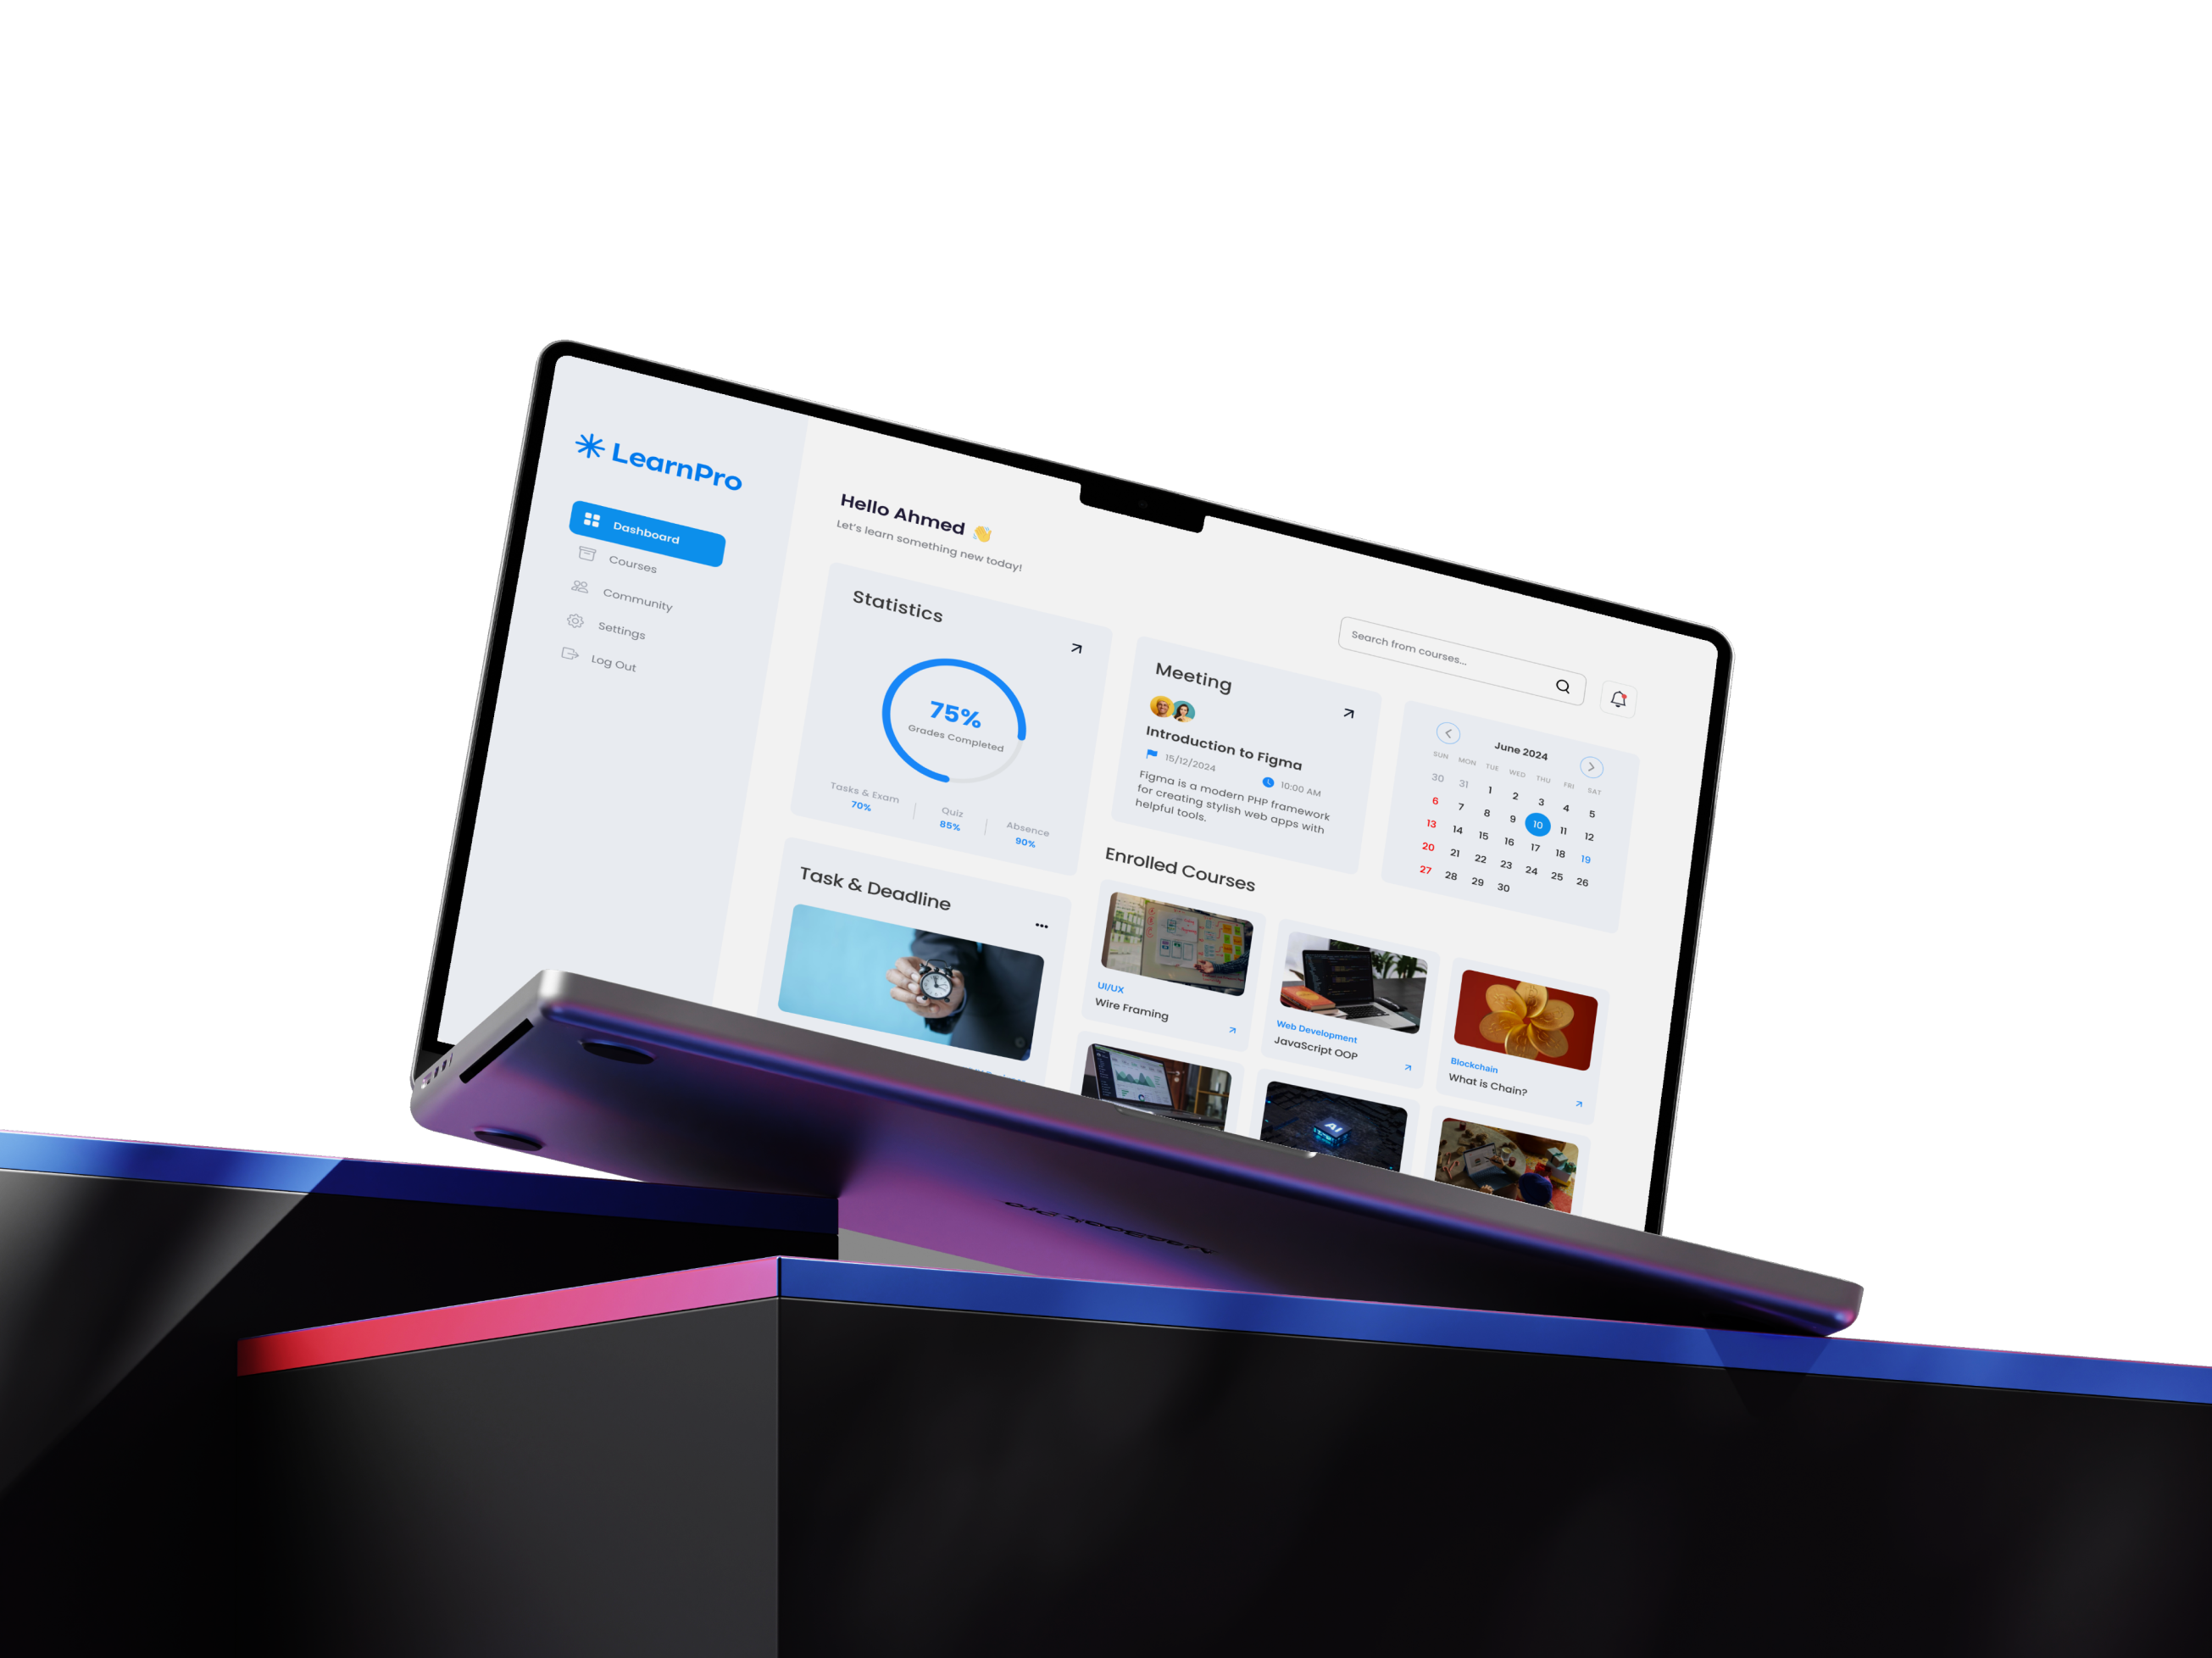 LearnPro
Dashboard
Courses
Community
Settings
Log Out
Hello Ahmed 👋
Let's learn something new today!
Search from courses...
Statistics
75%
Grades Completed
Tasks & Exam
70%
Quiz
85%
Absence
90%
Meeting
Introduction to Figma
15/12/2024
10:00 AM
Figma is a modern PHP framework
for creating stylish web apps with
helpful tools.
June 2024
SUN MON TUE WED THU FRI SAT
30 31 1 2 3 4 5
6 7 8 9 10 11 12
13 14 15 16 17 18 19
20 21 22 23 24 25 26
27 28 29 30
Task & Deadline
Enrolled Courses
UI/UX
Wire Framing
Web Development
JavaScript OOP
Blockchain
What is Chain?
AI
MacBook Pro